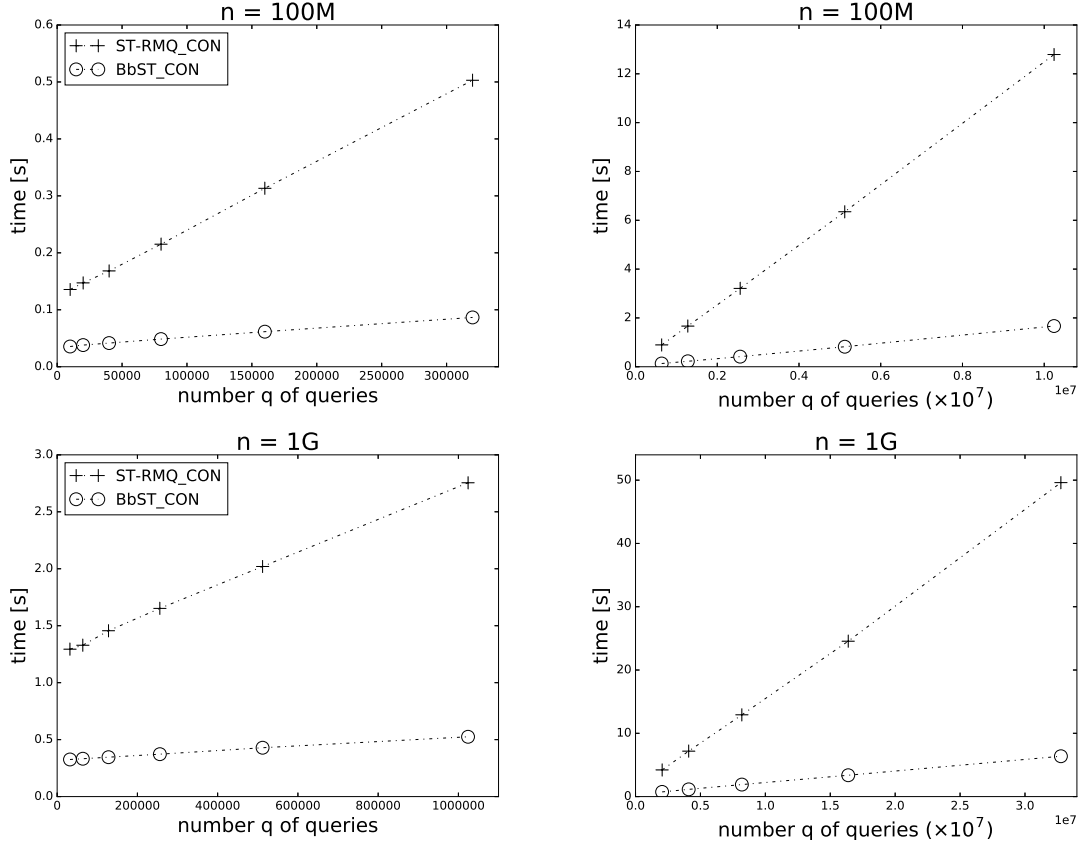 n = 100M
0.6
0.5
0.4
0.3
0.2
0.1
0.0
time [s]
ST-RMQ_CON
BbST_CON
0 50000 100000 150000 200000 250000 300000
number q of queries
n = 100M
14
12
10
8
6
4
2
0
time [s]
0.0 0.2 0.4 0.6 0.8 1.0
1e7
number q of queries (×10⁷)
n = 1G
3.0
2.5
2.0
1.5
1.0
0.5
0.0
time [s]
ST-RMQ_CON
BbST_CON
0 200000 400000 600000 800000 1000000
number q of queries
n = 1G
50
40
30
20
10
0
time [s]
0.0 0.5 1.0 1.5 2.0 2.5 3.0
1e7
number q of queries (×10⁷)